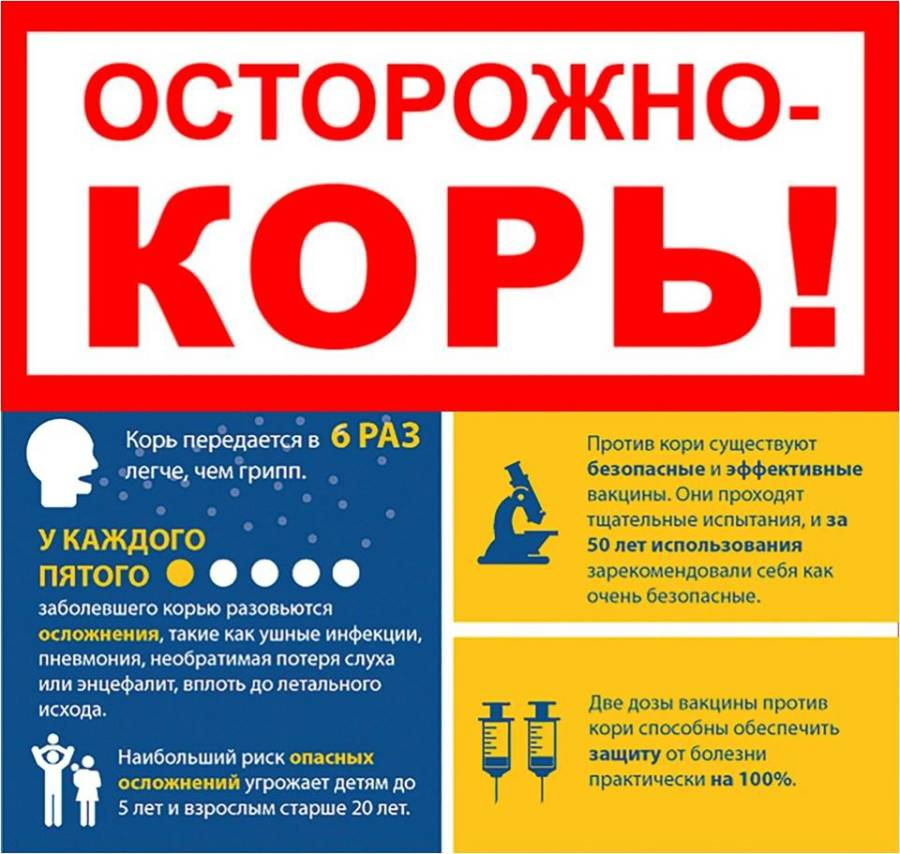 ОСТОРОЖНО-
КОРЬ!
Корь передается в 6 РАЗ
легче, чем грипп.
У КАЖДОГО
ПЯТОГО
заболевшего корью разовьются
осложнения, такие как ушные инфекции,
пневмония, необратимая потеря слуха
или энцефалит, вплоть до летального
исхода.
Наибольший риск опасных
осложнений угрожает детям до
5 лет и взрослым старше 20 лет.
Против кори существуют
безопасные и эффективные
вакцины. Они проходят
тщательные испытания, и за
50 лет использования
зарекомендовали себя как
очень безопасные.
Две дозы вакцины против
кори способны обеспечить
защиту от болезни
практически на 100%.